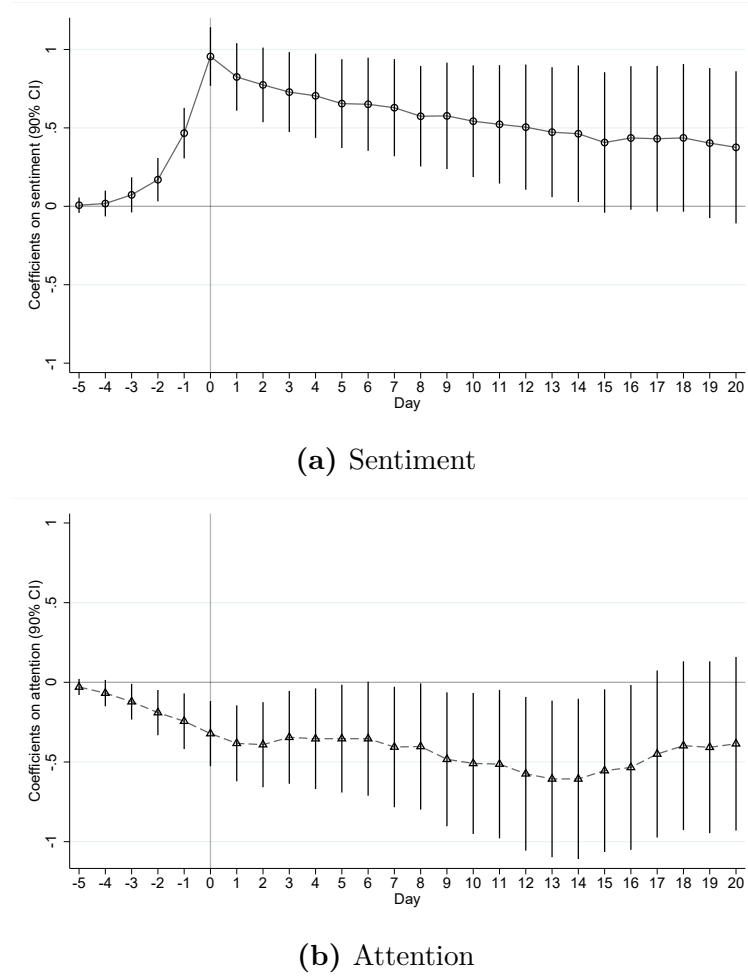 Coefficients on sentiment (90% CI)
1
.5
0
-.5
-1
-5 -4 -3 -2 -1 0 1 2 3 4 5 6 7 8 9 10 11 12 13 14 15 16 17 18 19 20
Day
(a) Sentiment
Coefficients on attention (90% CI)
1
.5
0
-.5
-1
-5 -4 -3 -2 -1 0 1 2 3 4 5 6 7 8 9 10 11 12 13 14 15 16 17 18 19 20
Day
(b) Attention